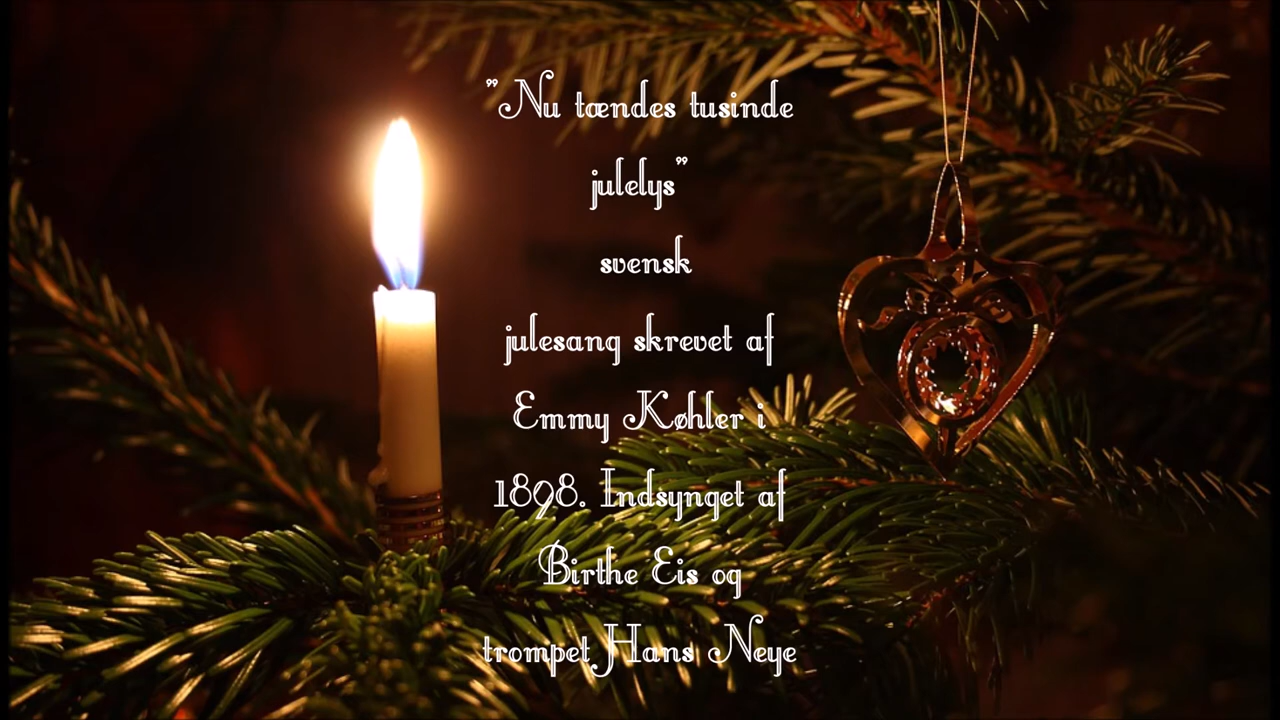 "Nu tændes tusinde
julelys"
svensk
julesang skrevet af
Emmy Køhler i
1898. Indsynget af
Birthe Eis og
trompet Hans Neye